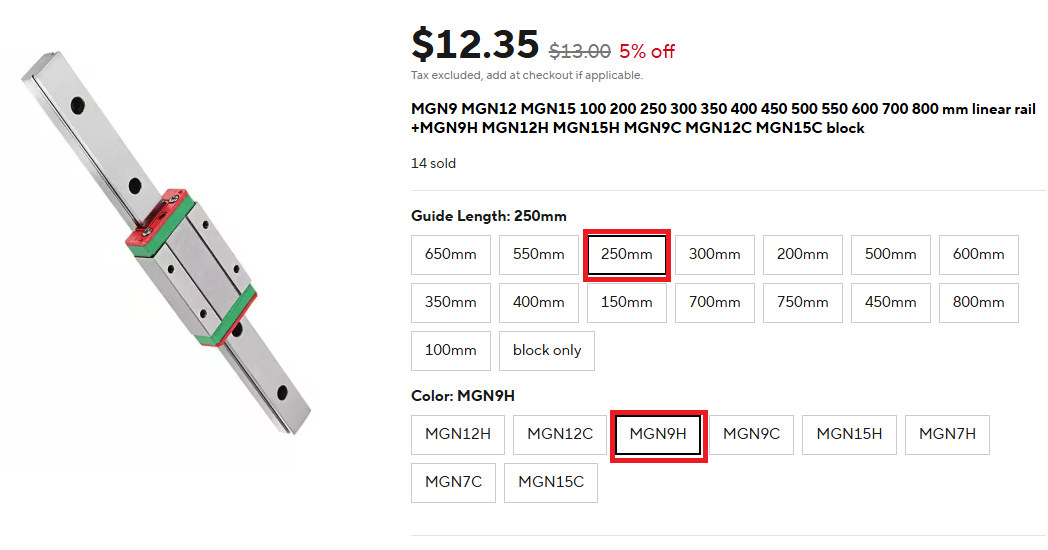 $12.35 $13.00 5% off
Tax excluded, add at checkout if applicable.
MGN9 MGN12 MGN15 100 200 250 300 350 400 450 500 550 600 700 800 mm linear rail
+MGN9H MGN12H MGN15H MGN9C MGN12C MGN15C block
14 sold
Guide Length: 250mm
650mm 550mm 250mm 300mm 200mm 500mm 600mm
350mm 400mm 150mm 700mm 750mm 450mm 800mm
100mm block only
Color: MGN9H
MGN12H MGN12C MGN9H MGN9C MGN15H MGN7H
MGN7C MGN15C